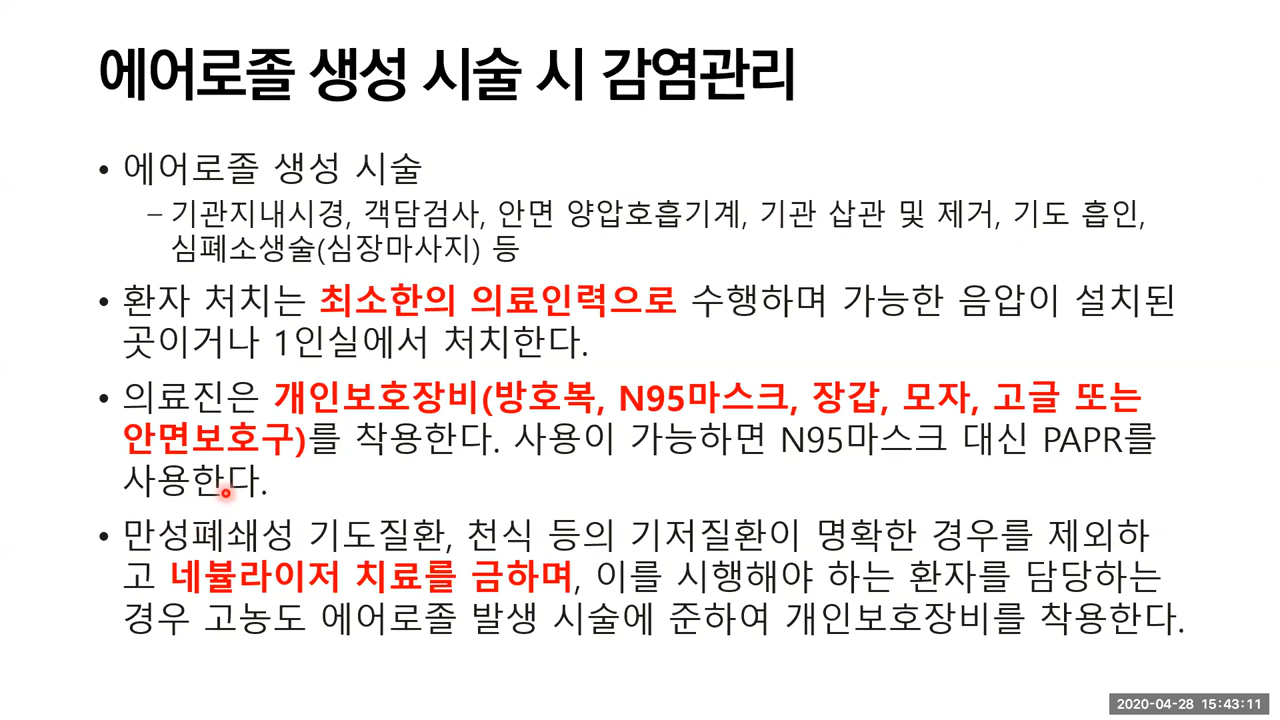 에어로졸 생성 시술 시 감염관리
• 에어로졸 생성 시술
– 기관지내시경, 객담검사, 안면 양압호흡기계, 기관 삽관 및 제거, 기도 흡인,
심폐소생술(심장마사지) 등
• 환자 처치는 최소한의 의료인력으로 수행하며 가능한 음압이 설치된
곳이거나 1인실에서 처치한다.
• 의료진은 개인보호장비(방호복, N95마스크, 장갑, 모자, 고글 또는
안면보호구)를 착용한다. 사용이 가능하면 N95마스크 대신 PAPR를
사용한다.
• 만성폐쇄성 기도질환, 천식 등의 기저질환이 명확한 경우를 제외하
고 네뷸라이저 치료를 금하며, 이를 시행해야 하는 환자를 담당하는
경우 고농도 에어로졸 발생 시술에 준하여 개인보호장비를 착용한다.
2020-04-28 15:43:11